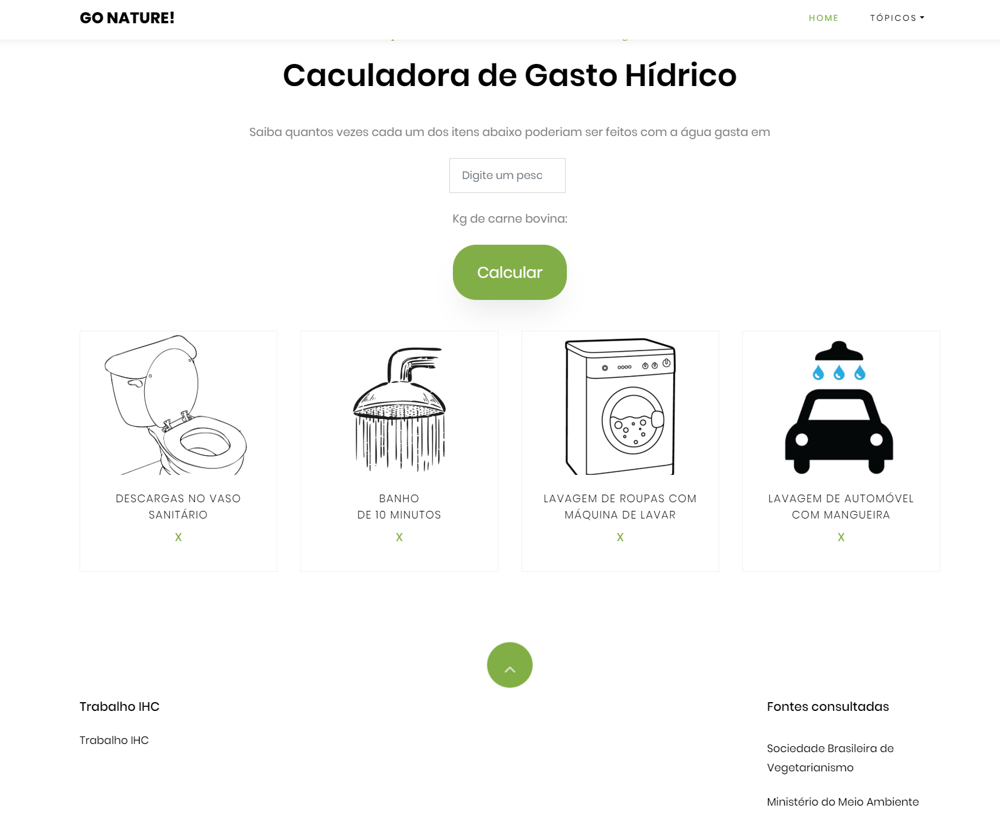 GO NATURE!
HOME
TÓPICOS
Caculadora de Gasto Hídrico
Saiba quantos vezes cada um dos itens abaixo poderiam ser feitos com a água gasta em
Digite um peso
Kg de carne bovina:
Calcular
DESCARGAS NO VASO
SANITÁRIO
X
BANHO
DE 10 MINUTOS
X
LAVAGEM DE ROUPAS COM
MÁQUINA DE LAVAR
X
LAVAGEM DE AUTOMÓVEL
COM MANGUEIRA
X
Trabalho IHC
Trabalho IHC
Fontes consultadas
Sociedade Brasileira de
Vegetarianismo
Ministério do Meio Ambiente